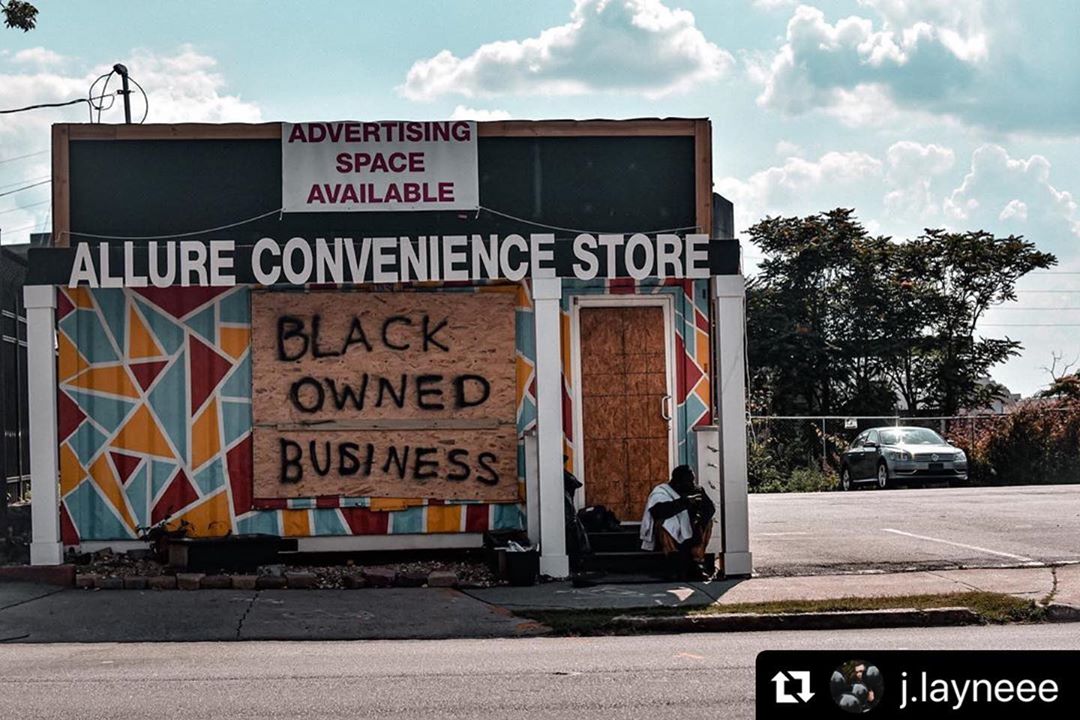 ADVERTISING
SPACE
AVAILABLE
ALLURE CONVENIENCE STORE
BLACK
OWNED
BUSINESS
j.layneee